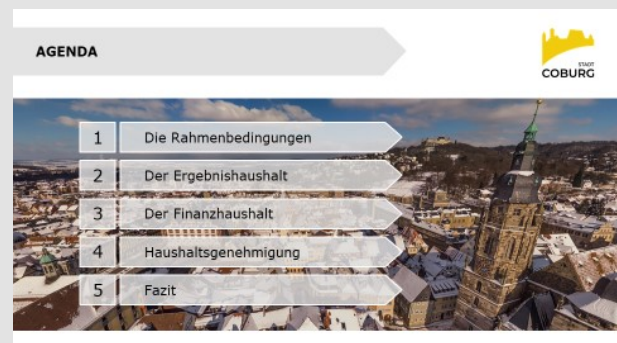 AGENDA
STADT
COBURG
1 Die Rahmenbedingungen
2 Der Ergebnishaushalt
3 Der Finanzhaushalt
4 Haushaltsgenehmigung
5 Fazit